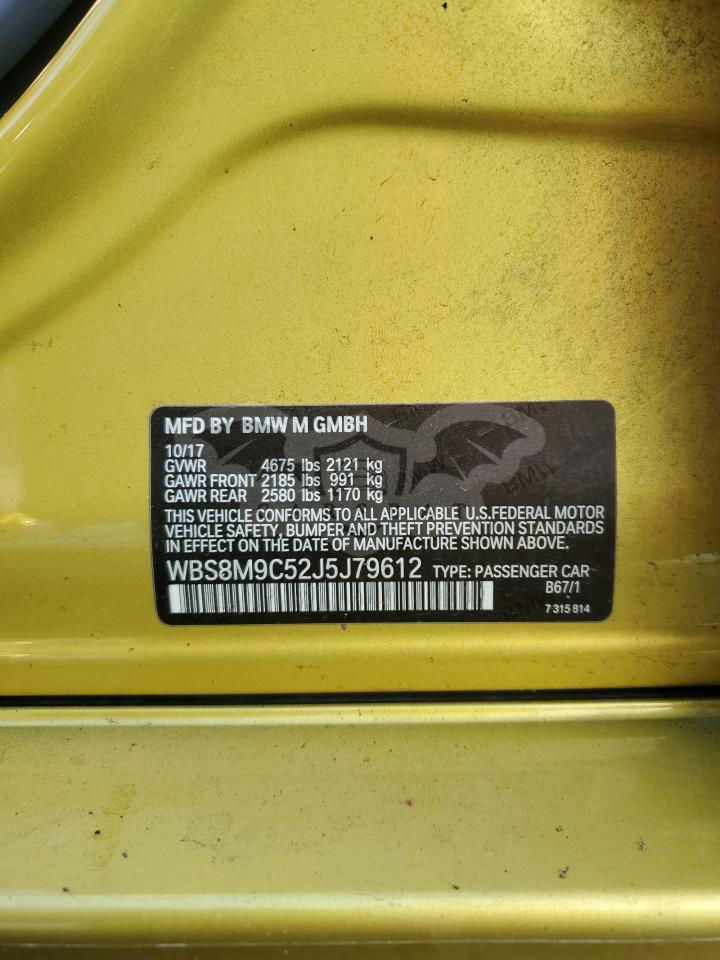 MFD BY BMW M GMBH
10/17
GVWR 4675 lbs 2121 kg
GAWR FRONT 2185 lbs 991 kg
GAWR REAR 2580 lbs 1170 kg
THIS VEHICLE CONFORMS TO ALL APPLICABLE U.S.FEDERAL MOTOR
VEHICLE SAFETY, BUMPER AND THEFT PREVENTION STANDARDS
IN EFFECT ON THE DATE OF MANUFACTURE SHOWN ABOVE.
WBS8M9C52J5J79612 TYPE: PASSENGER CAR
B67/1
7 315 814